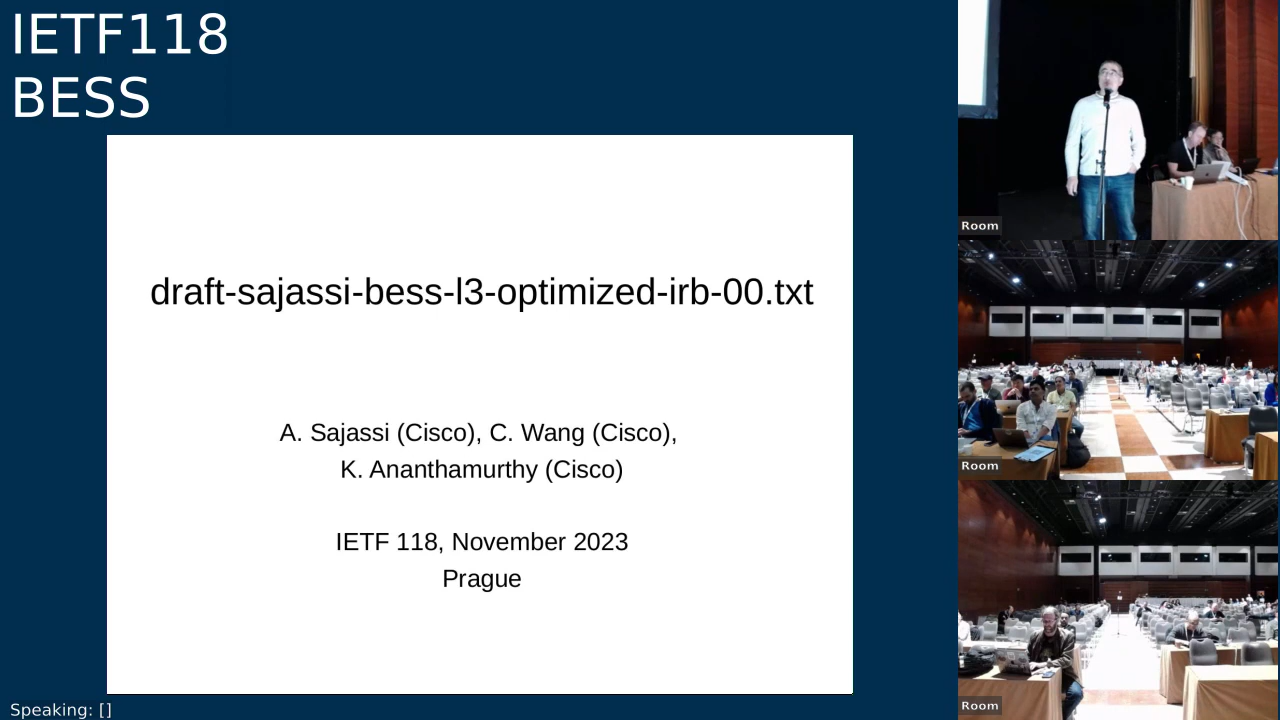 IETF118
BESS
draft-sajassi-bess-l3-optimized-irb-00.txt
A. Sajassi (Cisco), C. Wang (Cisco),
K. Ananthamurthy (Cisco)
IETF 118, November 2023
Prague
Speaking: []
Room
Room
Room